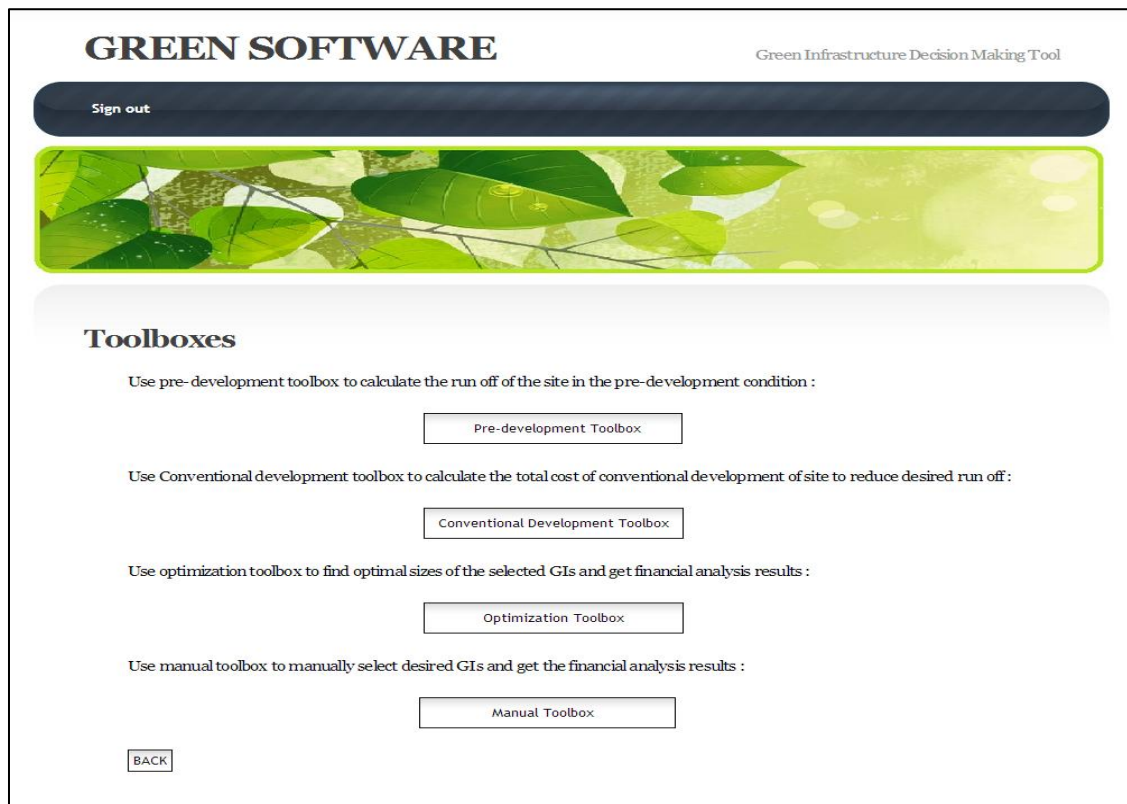 GREEN SOFTWARE
Green Infrastructure Decision Making Tool
Sign out
Toolboxes
Use pre-development toolbox to calculate the run off of the site in the pre-development condition :
Pre-development Toolbox
Use Conventional development toolbox to calculate the total cost of conventional development of site to reduce desired run off :
Conventional Development Toolbox
Use optimization toolbox to find optimal sizes of the selected GIs and get financial analysis results :
Optimization Toolbox
Use manual toolbox to manually select desired GIs and get the financial analysis results :
Manual Toolbox
BACK